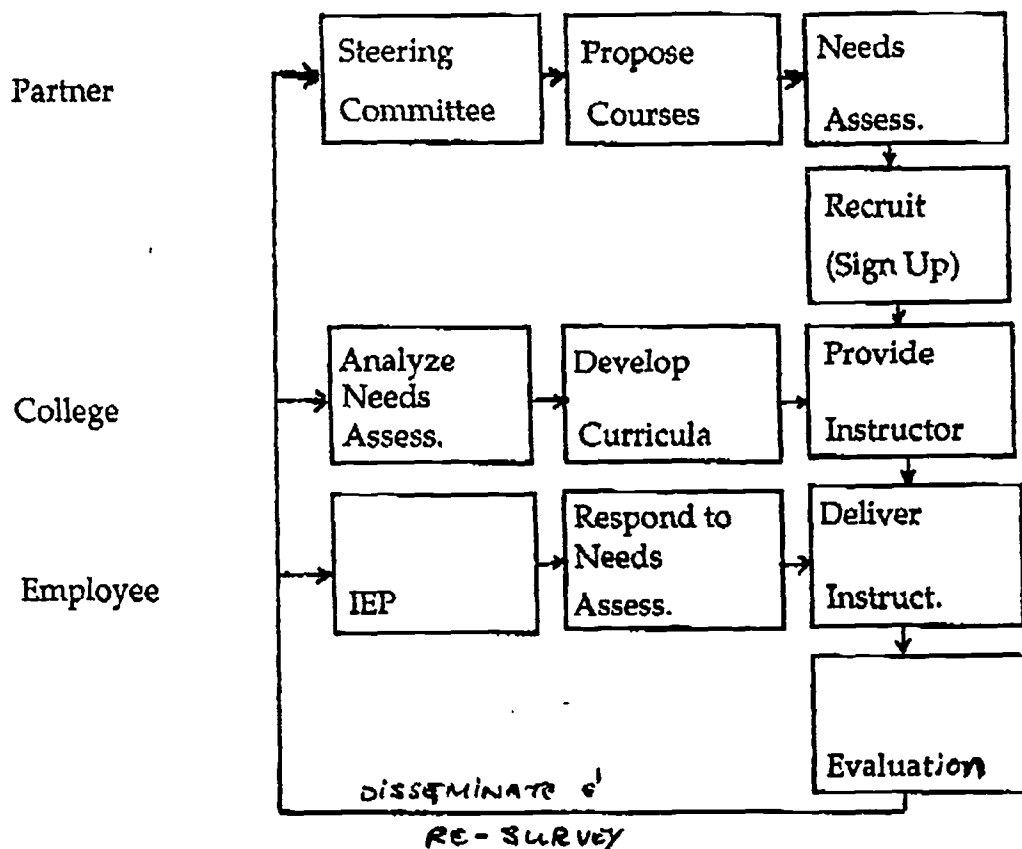 Partner
Steering
Committee
Propose
Courses
Needs
Assess.
Recruit
(Sign Up)
College
Analyze
Needs
Assess.
Develop
Curricula
Provide
Instructor
Employee
IEP
Respond to
Needs
Assess.
Deliver
Instruct.
Evaluation
DISSEMINATE &
RE-SURVEY